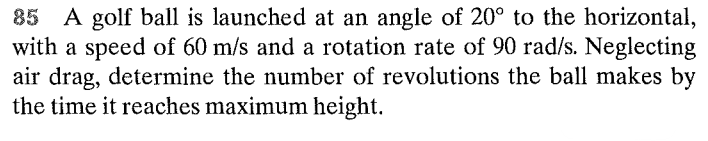 85 A golf ball is launched at an angle of 20° to the horizontal,
with a speed of 60 m/s and a rotation rate of 90 rad/s. Neglecting
air drag, determine the number of revolutions the ball makes by
the time it reaches maximum height.